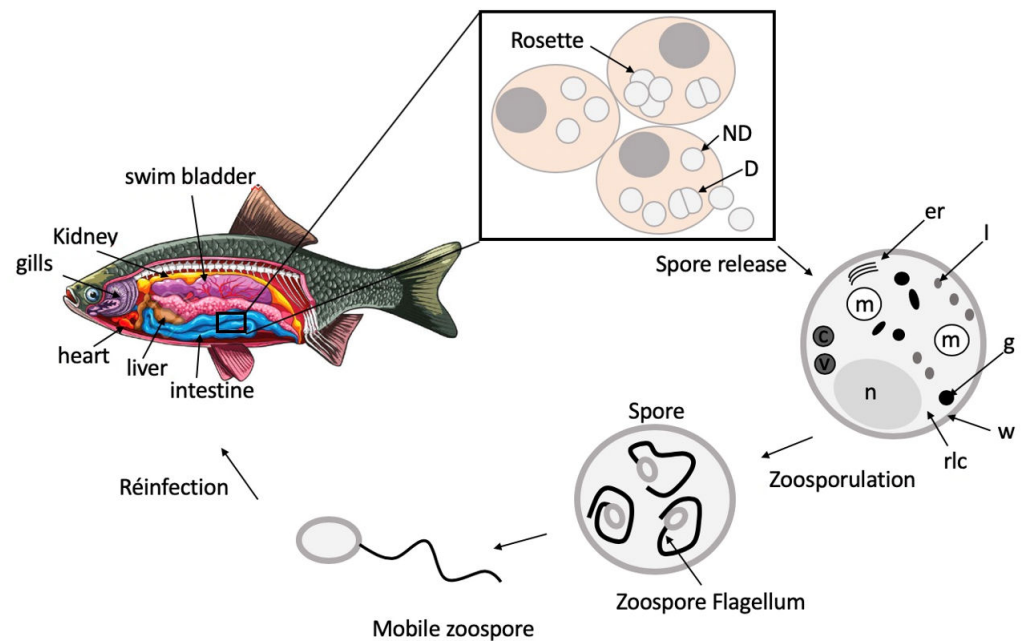 Rosette
ND
D
swim bladder
Kidney
gills
heart
liver
intestine
Spore release
er
l
m
m
c
v
n
g
w
rlc
Zoosporulation
Spore
Zoospore Flagellum
Mobile zoospore
Réinfection